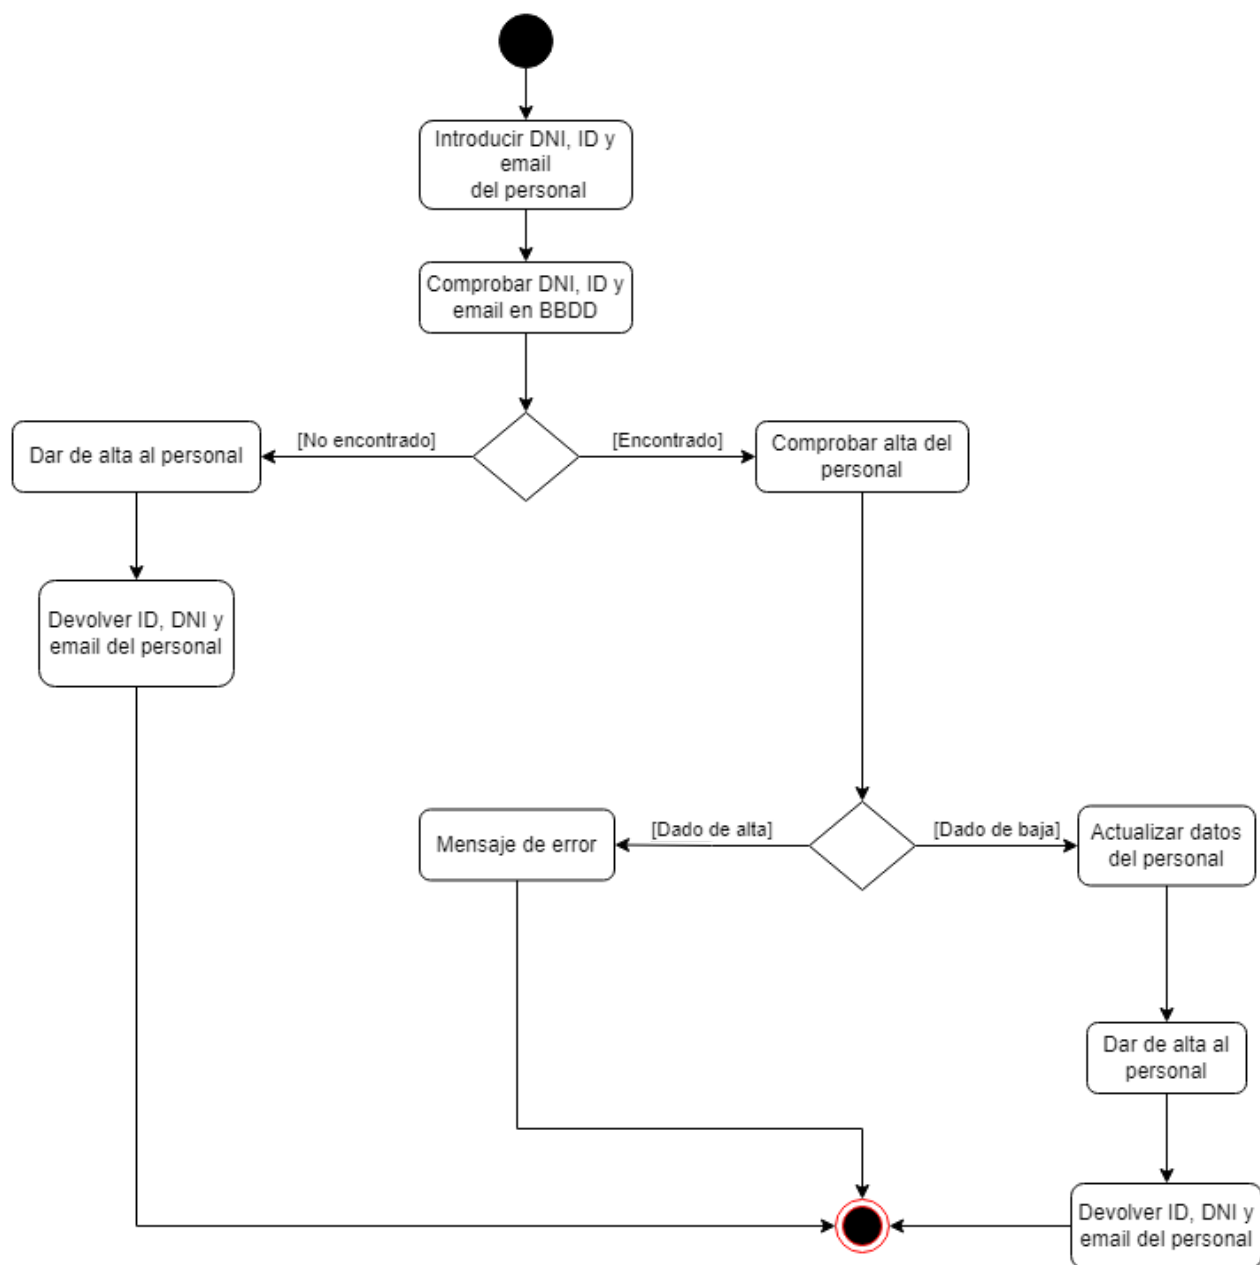 Introducir DNI, ID y
email
del personal
Comprobar DNI, ID y
email en BBDD
[No encontrado]
[Encontrado]
Dar de alta al personal
Comprobar alta del
personal
Devolver ID, DNI y
email del personal
[Dado de alta]
[Dado de baja]
Mensaje de error
Actualizar datos
del personal
Dar de alta al
personal
Devolver ID, DNI y
email del personal